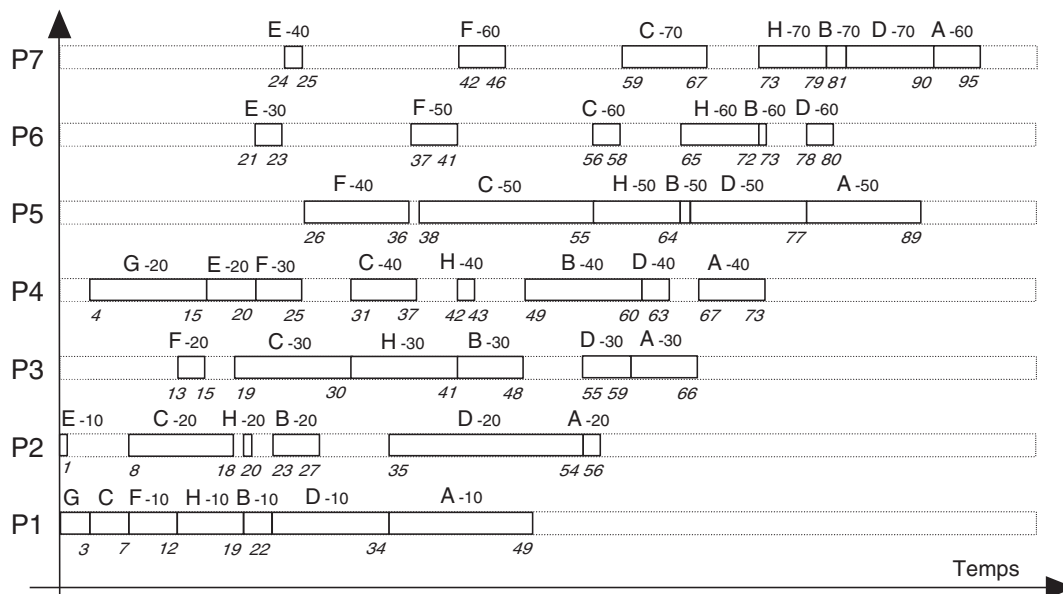 E -40 F -60 C -70 H -70 B -70 D -70 A -60
P7
24 25 42 46 59 67 73 79 81 90 95
E -30 F -50 C -60 H -60 B -60 D -60
P6
21 23 37 41 56 58 65 72 73 78 80
F -40 C -50 H -50 B -50 D -50 A -50
P5
26 36 38 55 64 77 89
G -20 E -20 F -30 C -40 H -40 B -40 D -40 A -40
P4
4 15 20 25 31 37 42 43 49 60 63 67 73
F -20 C -30 H -30 B -30 D -30 A -30
P3
13 15 19 30 41 48 55 59 66
E -10 C -20 H -20 B -20 D -20 A -20
P2
1 8 18 20 23 27 35 54 56
G C F -10 H -10 B -10 D -10 A -10
P1
3 7 12 19 22 34 49
Temps